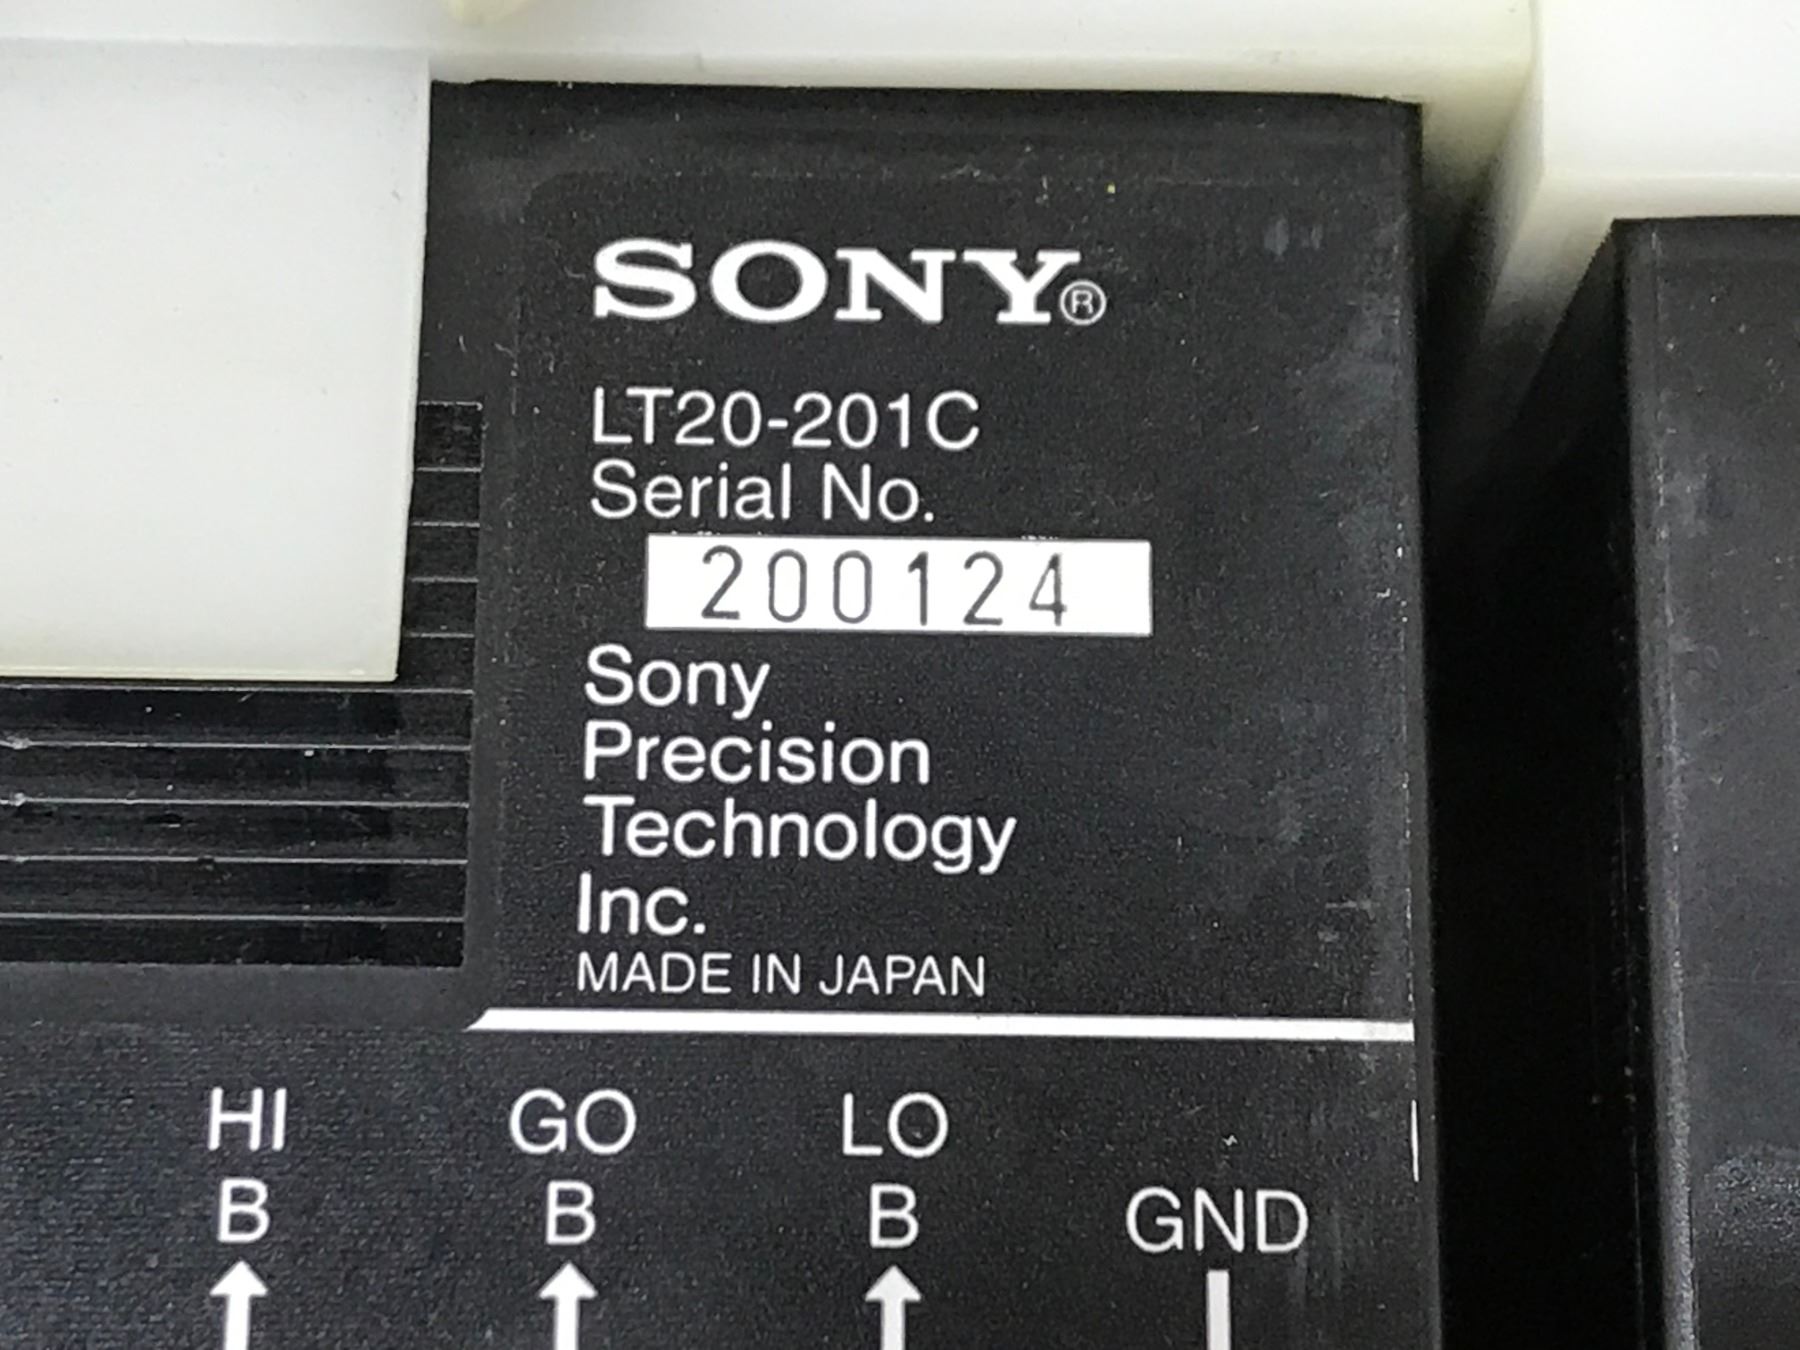 SONY®
LT20-201C
Serial No.
200124
Sony
Precision
Technology
Inc.
MADE IN JAPAN
HI GO LO
B B B GND